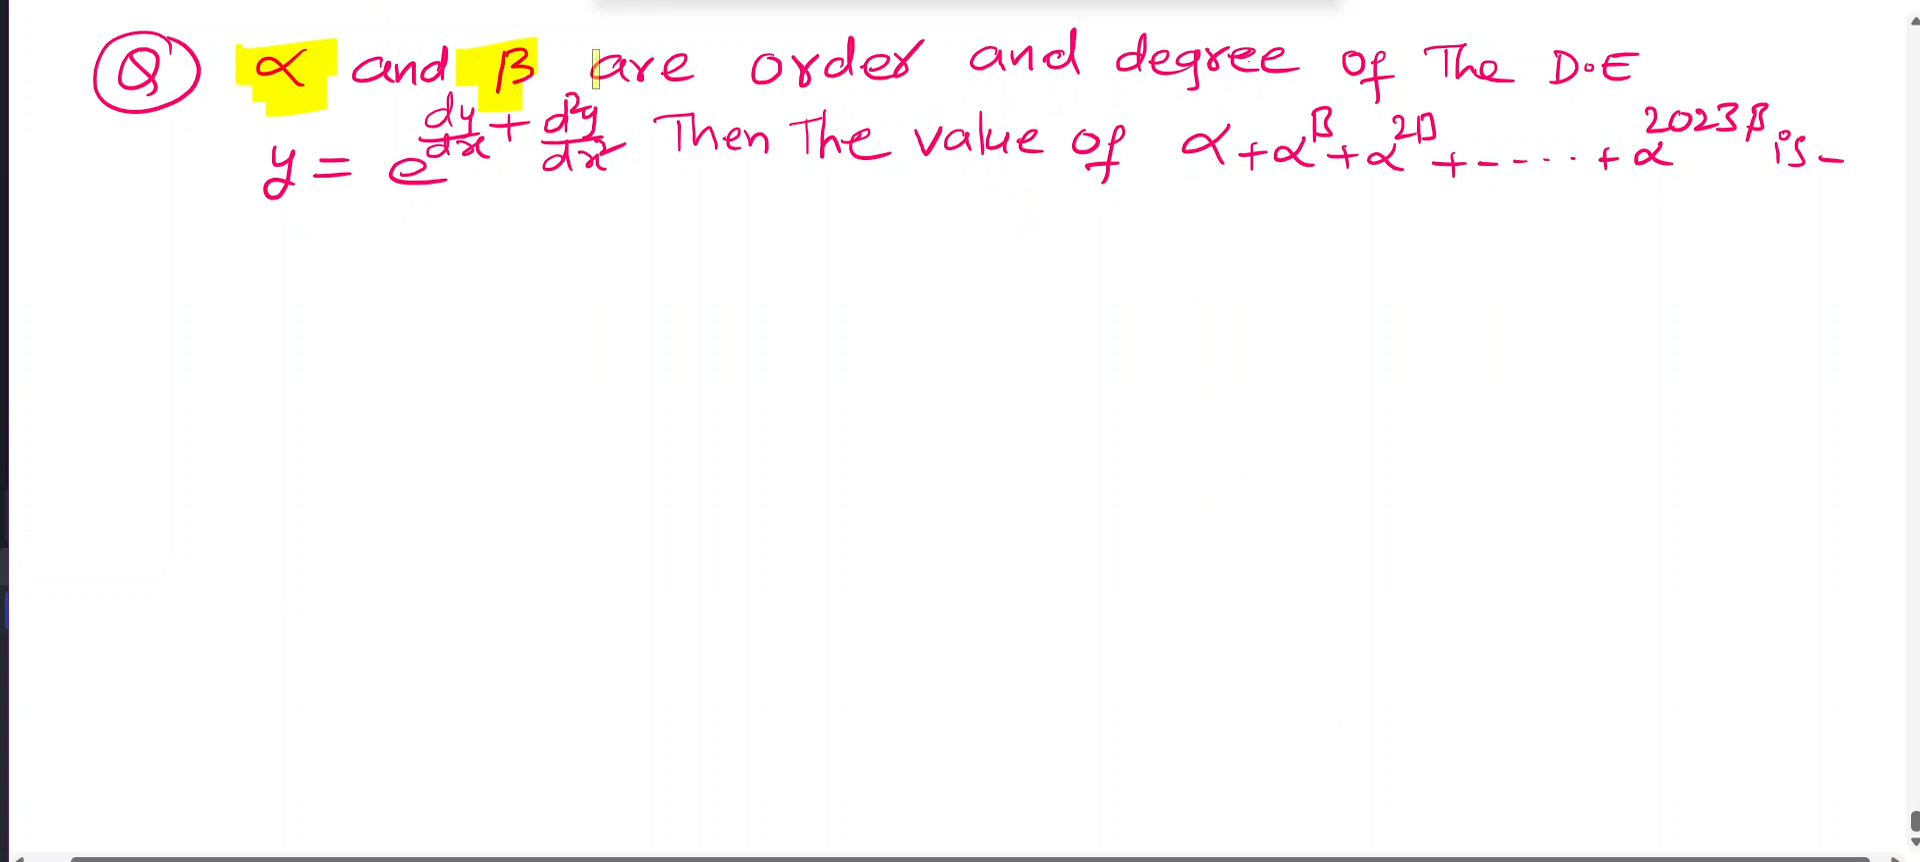 Q α and β are order and degree of The D.E
y = e^(dy/dx + d²y/dx²) Then The value of α + α^β + α^2β + - - - . . . + α^2023β is -